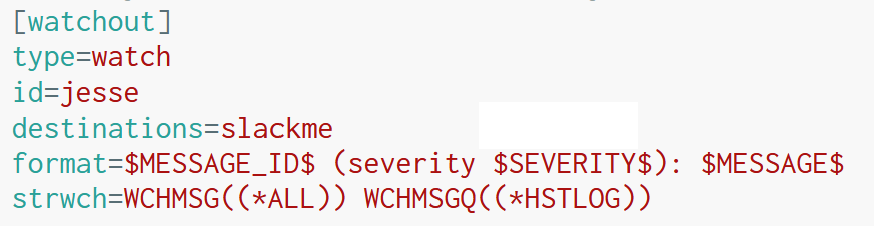 [watchout]
type=watch
id=jesse
destinations=slackme
format=$MESSAGE_ID$ (severity $SEVERITY$): $MESSAGE$
strwch=WCHMSG((*ALL)) WCHMSGQ((*HSTLOG))